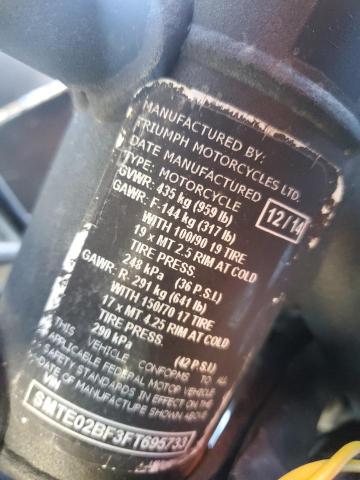 MANUFACTURED BY:
TRIUMPH MOTORCYCLES LTD.
DATE MANUFACTURED 12/14
TYPE: MOTORCYCLE
GVWR: 435 kg (959 lb)
GAWR: F: 144 kg (317 lb)
WITH 100/90 19 TIRE
19 x MT 2.5 RIM AT COLD
TIRE PRESS.
248 kPa (36 P.S.I.)
GAWR: R: 291 kg (641 lb)
WITH 150/70 17 TIRE
17 x MT 4.25 RIM AT COLD
TIRE PRESS.
290 kPa (42 P.S.I.)
THIS VEHICLE CONFORMS TO ALL
APPLICABLE FEDERAL MOTOR VEHICLE
SAFETY STANDARDS IN EFFECT ON THE
DATE OF MANUFACTURE SHOWN ABOVE
VIN
SMTE02BF3FT695733